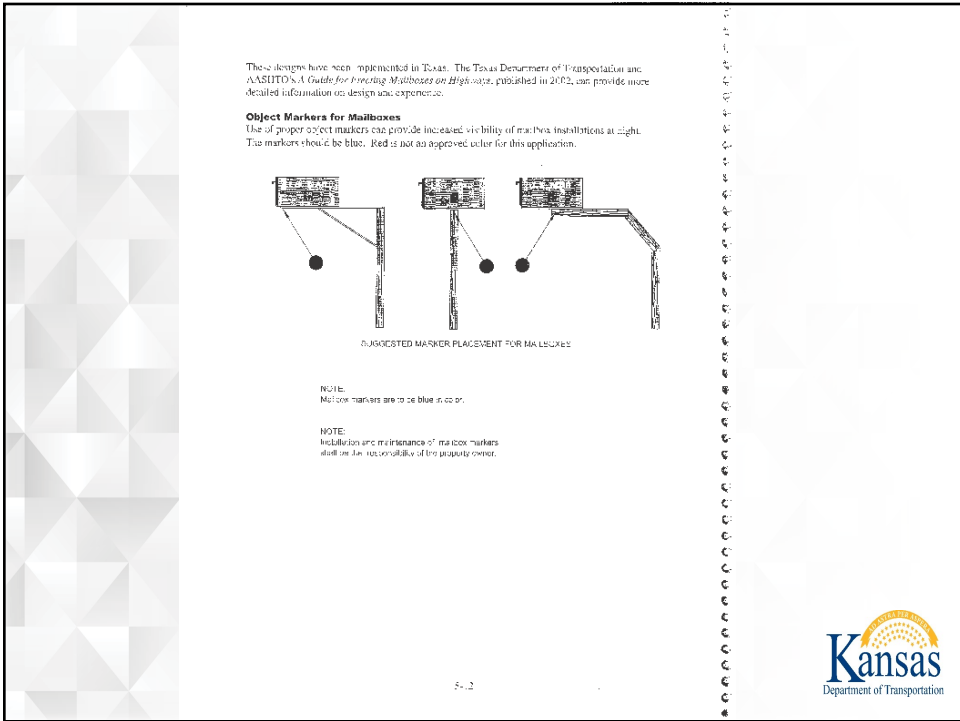 These designs have been implemented in Texas. The Texas Department of Transportation and
AASHTO's A Guide for Erecting Mailboxes on Highways, published in 2002, can provide more
detailed information on design and experience.
Object Markers for Mailboxes
Use of proper object markers can provide increased visibility of mailbox installations at night.
The markers should be blue. Red is not an approved color for this application.
SUGGESTED MARKER PLACEMENT FOR MAILBOXES
NOTE:
Mailbox markers are to be blue in color.
NOTE:
Installation and maintenance of mailbox markers
shall be the responsibility of the property owner.
AD ASTRA PER ASPERA
Kansas
Department of Transportation